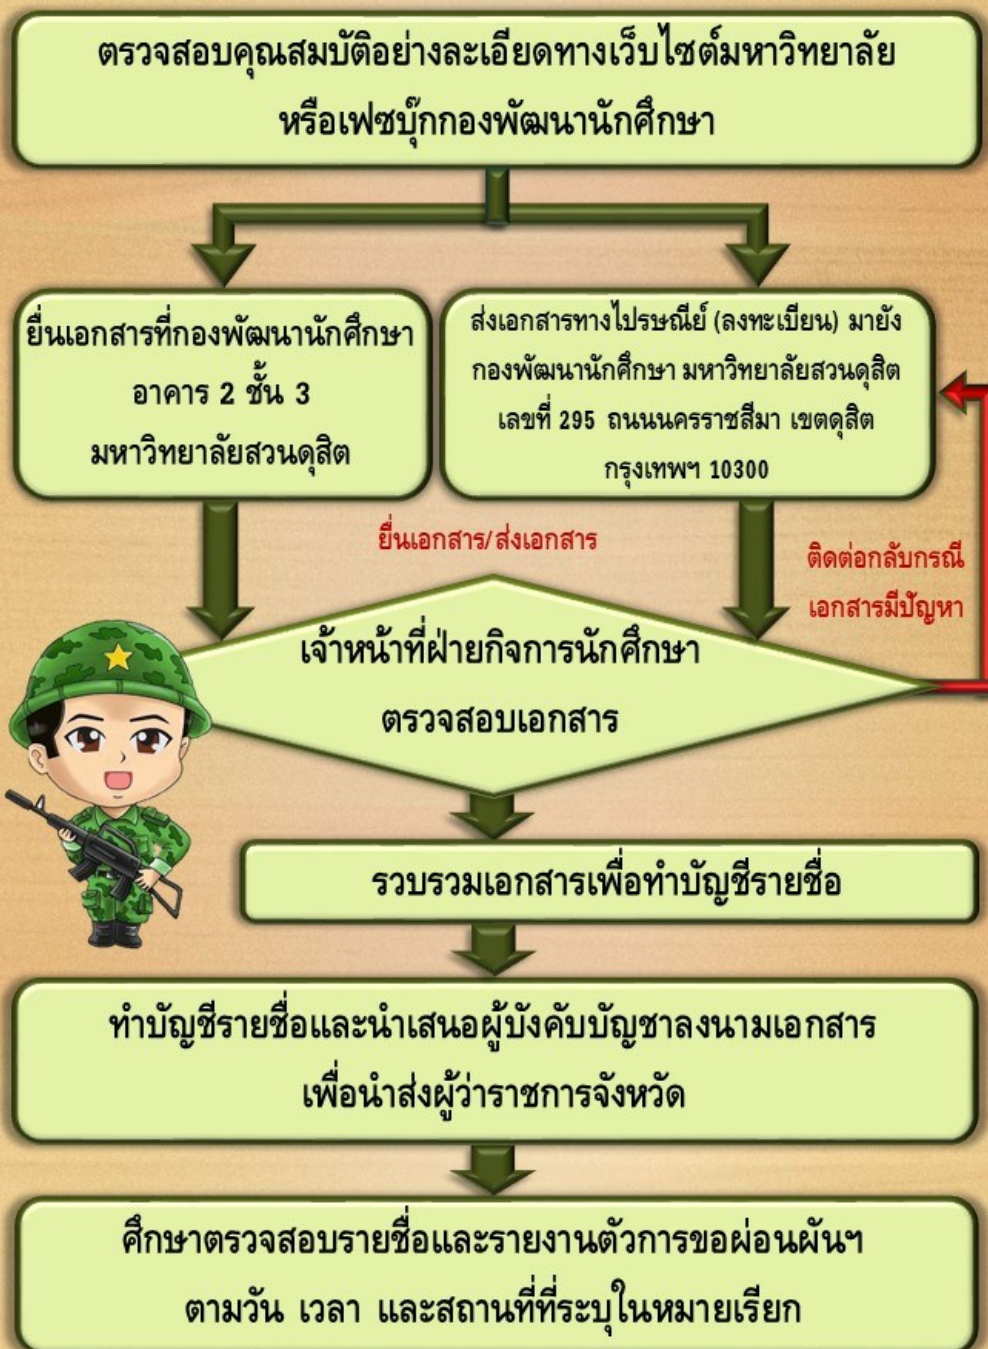 ตรวจสอบคุณสมบัติอย่างละเอียดทางเว็บไซต์มหาวิทยาลัย
หรือเฟซบุ๊กกองพัฒนานักศึกษา
ยื่นเอกสารที่กองพัฒนานักศึกษา
อาคาร 2 ชั้น 3
มหาวิทยาลัยสวนดุสิต
ส่งเอกสารทางไปรษณีย์ (ลงทะเบียน) มายัง
กองพัฒนานักศึกษา มหาวิทยาลัยสวนดุสิต
เลขที่ 295 ถนนนครราชสีมา เขตดุสิต
กรุงเทพฯ 10300
ยื่นเอกสาร/ส่งเอกสาร
ติดต่อกลับกรณี
เอกสารมีปัญหา
เจ้าหน้าที่ฝ่ายกิจการนักศึกษา
ตรวจสอบเอกสาร
รวบรวมเอกสารเพื่อทำบัญชีรายชื่อ
ทำบัญชีรายชื่อและนำเสนอผู้บังคับบัญชาลงนามเอกสาร
เพื่อนำส่งผู้ว่าราชการจังหวัด
ศึกษาตรวจสอบรายชื่อและรายงานตัวการขอผ่อนผันฯ
ตามวัน เวลา และสถานที่ที่ระบุในหมายเรียก